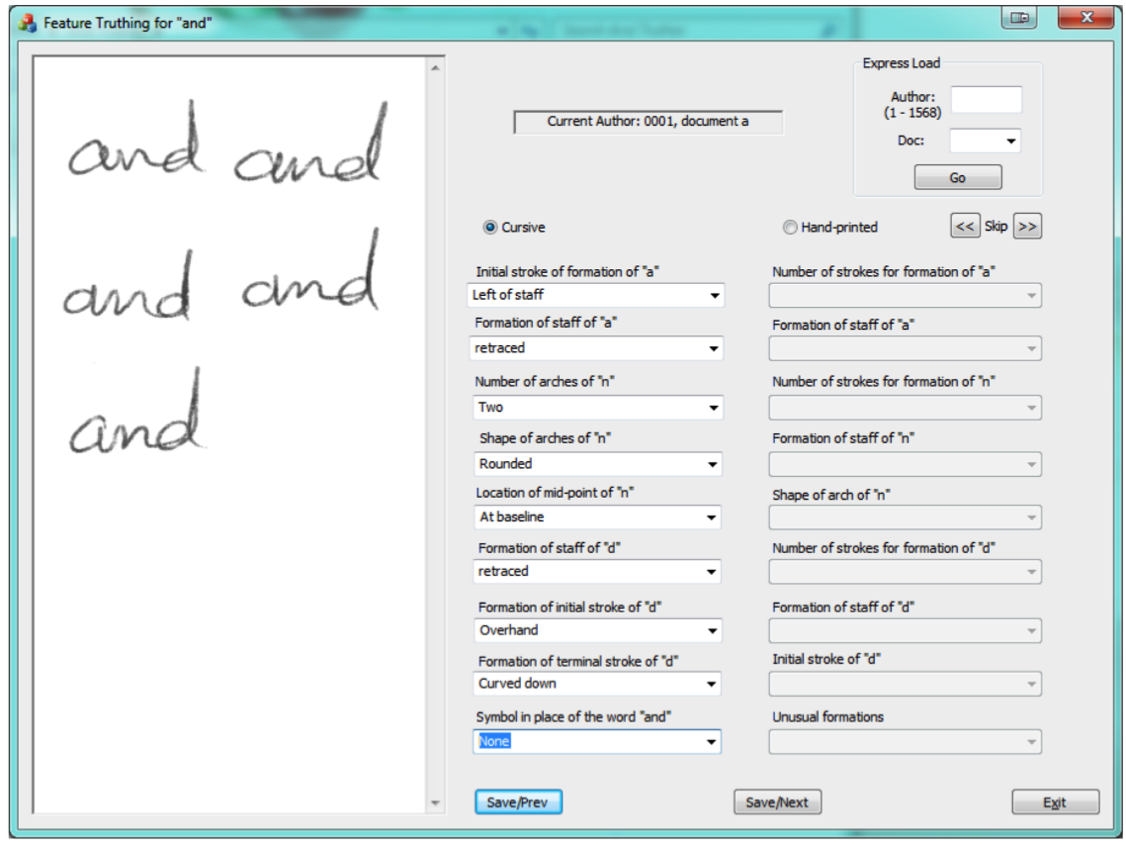 Feature Truthing for "and"
and and
and and
and
Current Author: 0001, document a
Express Load
Author:
(1 - 1568)
Doc:
Go
Cursive
Hand-printed
<< Skip >>
Initial stroke of formation of "a"
Left of staff
Formation of staff of "a"
retraced
Number of arches of "n"
Two
Shape of arches of "n"
Rounded
Location of mid-point of "n"
At baseline
Formation of staff of "d"
retraced
Formation of initial stroke of "d"
Overhand
Formation of terminal stroke of "d"
Curved down
Symbol in place of the word "and"
None
Number of strokes for formation of "a"
Formation of staff of "a"
Number of strokes for formation of "n"
Formation of staff of "n"
Shape of arch of "n"
Number of strokes for formation of "d"
Formation of staff of "d"
Initial stroke of "d"
Unusual formations
Save/Prev
Save/Next
Exit